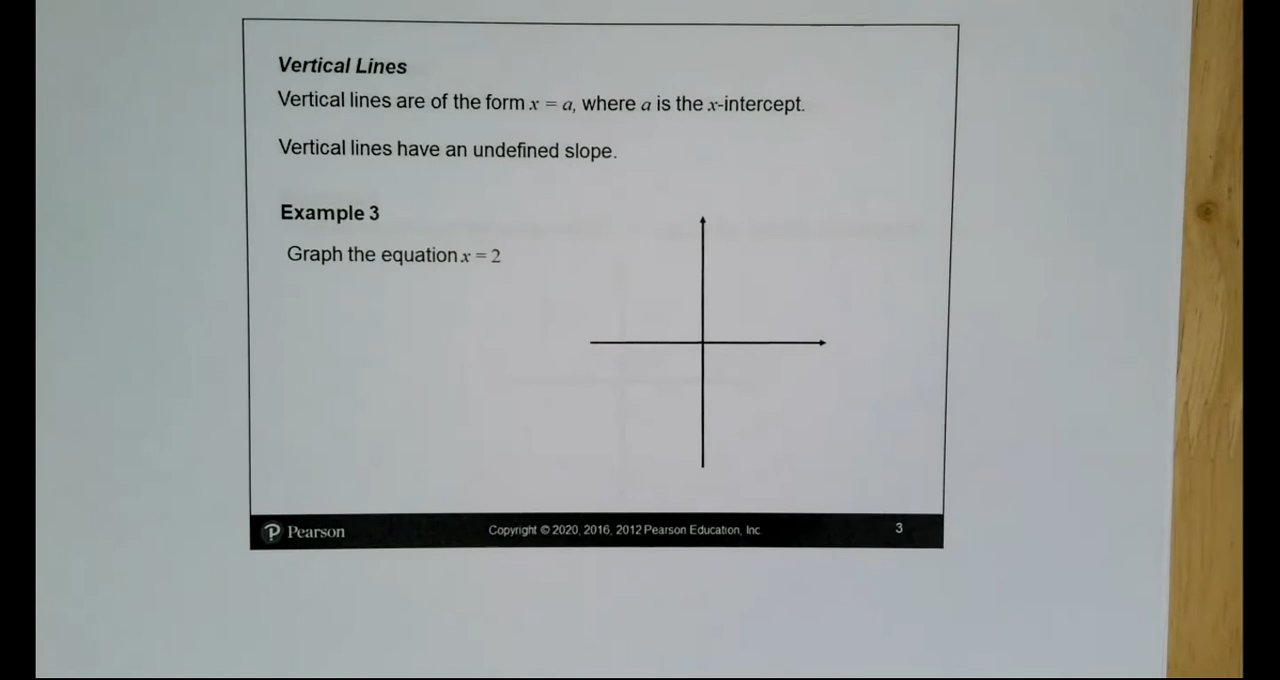 Vertical Lines
Vertical lines are of the form x = a, where a is the x-intercept.
Vertical lines have an undefined slope.
Example 3
Graph the equation x = 2
Pearson
Copyright © 2020, 2016, 2012 Pearson Education, Inc.
3